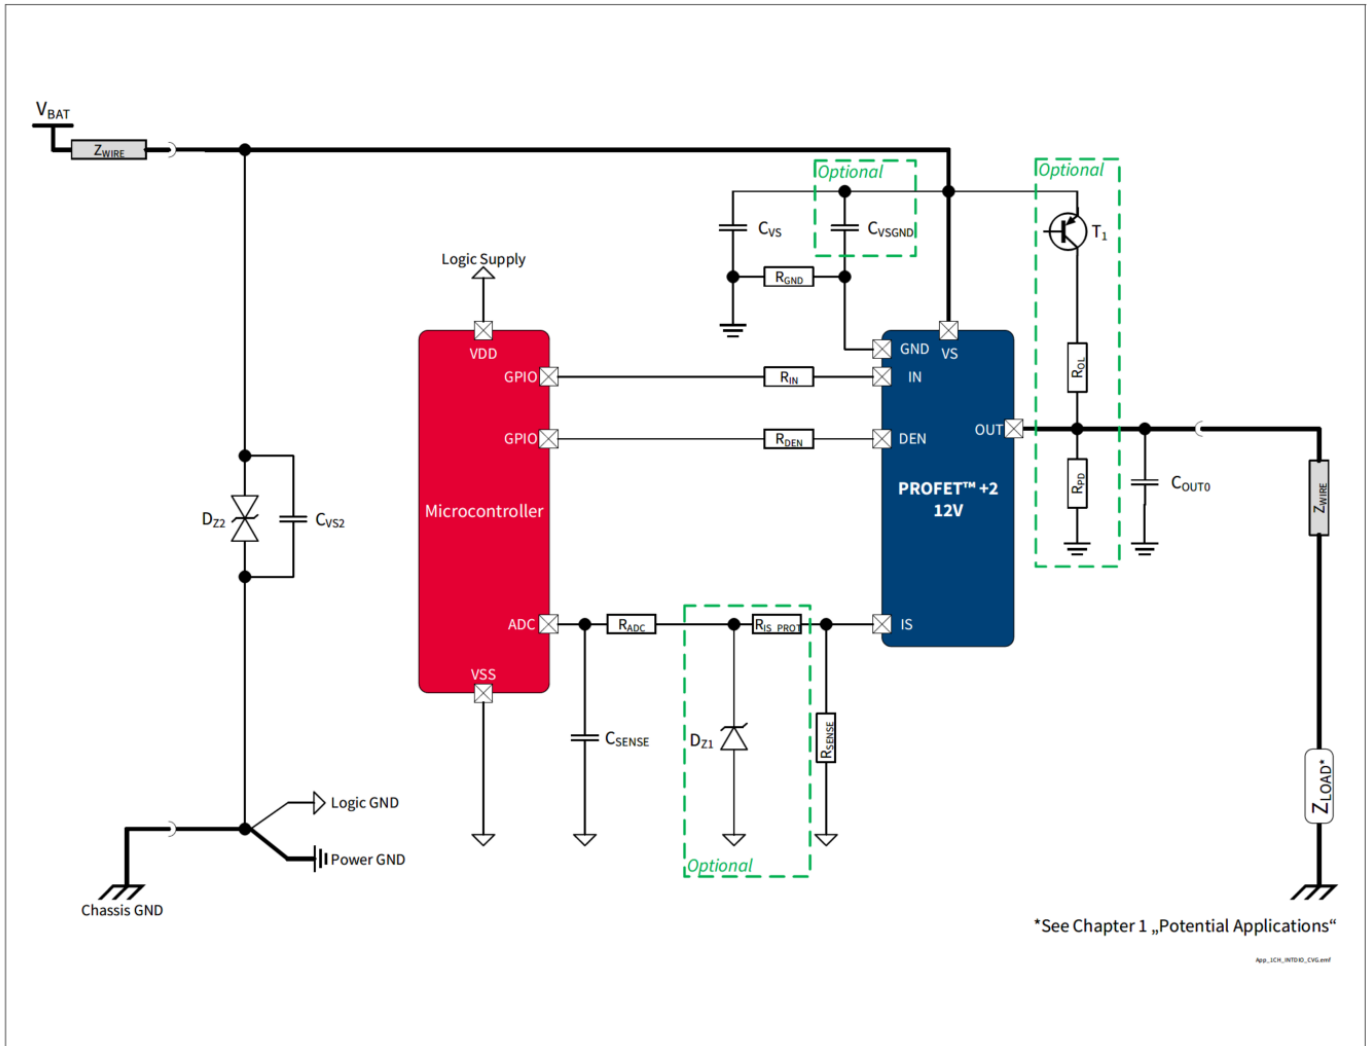 VBAT
ZWIRE
Optional
Optional
CVS
CVSGND
T1
Logic Supply
RGND
VDD
GND
VS
GPIO
RIN
IN
ROL
GPIO
RDEN
DEN
OUT
RPD
COUT0
ZWIRE
PROFET™ +2
12V
Microcontroller
DZ2
CVS2
ADC
RADC
RIS_PROT
IS
VSS
CSENSE
DZ1
RSENSE
ZLOAD*
Logic GND
Power GND
Optional
Chassis GND
*See Chapter 1 „Potential Applications“
App_1CH_INTDIO_CVG.emf